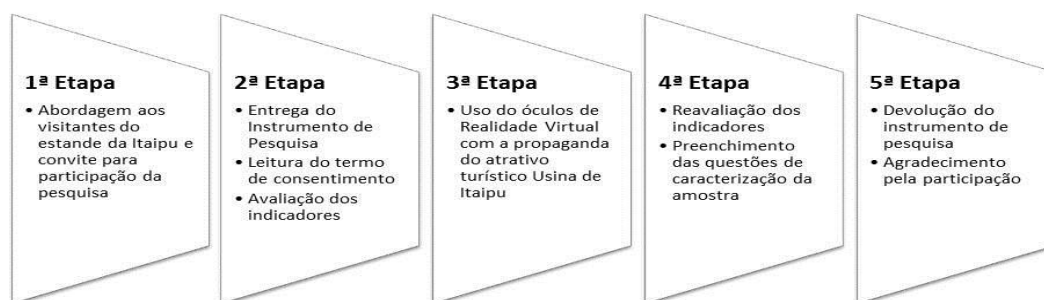 1ª Etapa
• Abordagem aos
visitantes do
estande da Itaipu e
convite para
participação da
pesquisa
2ª Etapa
• Entrega do
Instrumento de
Pesquisa
• Leitura do termo
de consentimento
• Avaliação dos
indicadores
3ª Etapa
• Uso do óculos de
Realidade Virtual
com a propaganda
do atrativo
turístico Usina de
Itaipu
4ª Etapa
• Reavaliação dos
indicadores
• Preenchimento
das questões de
caracterização da
amostra
5ª Etapa
• Devolução do
instrumento de
pesquisa
• Agradecimento
pela participação